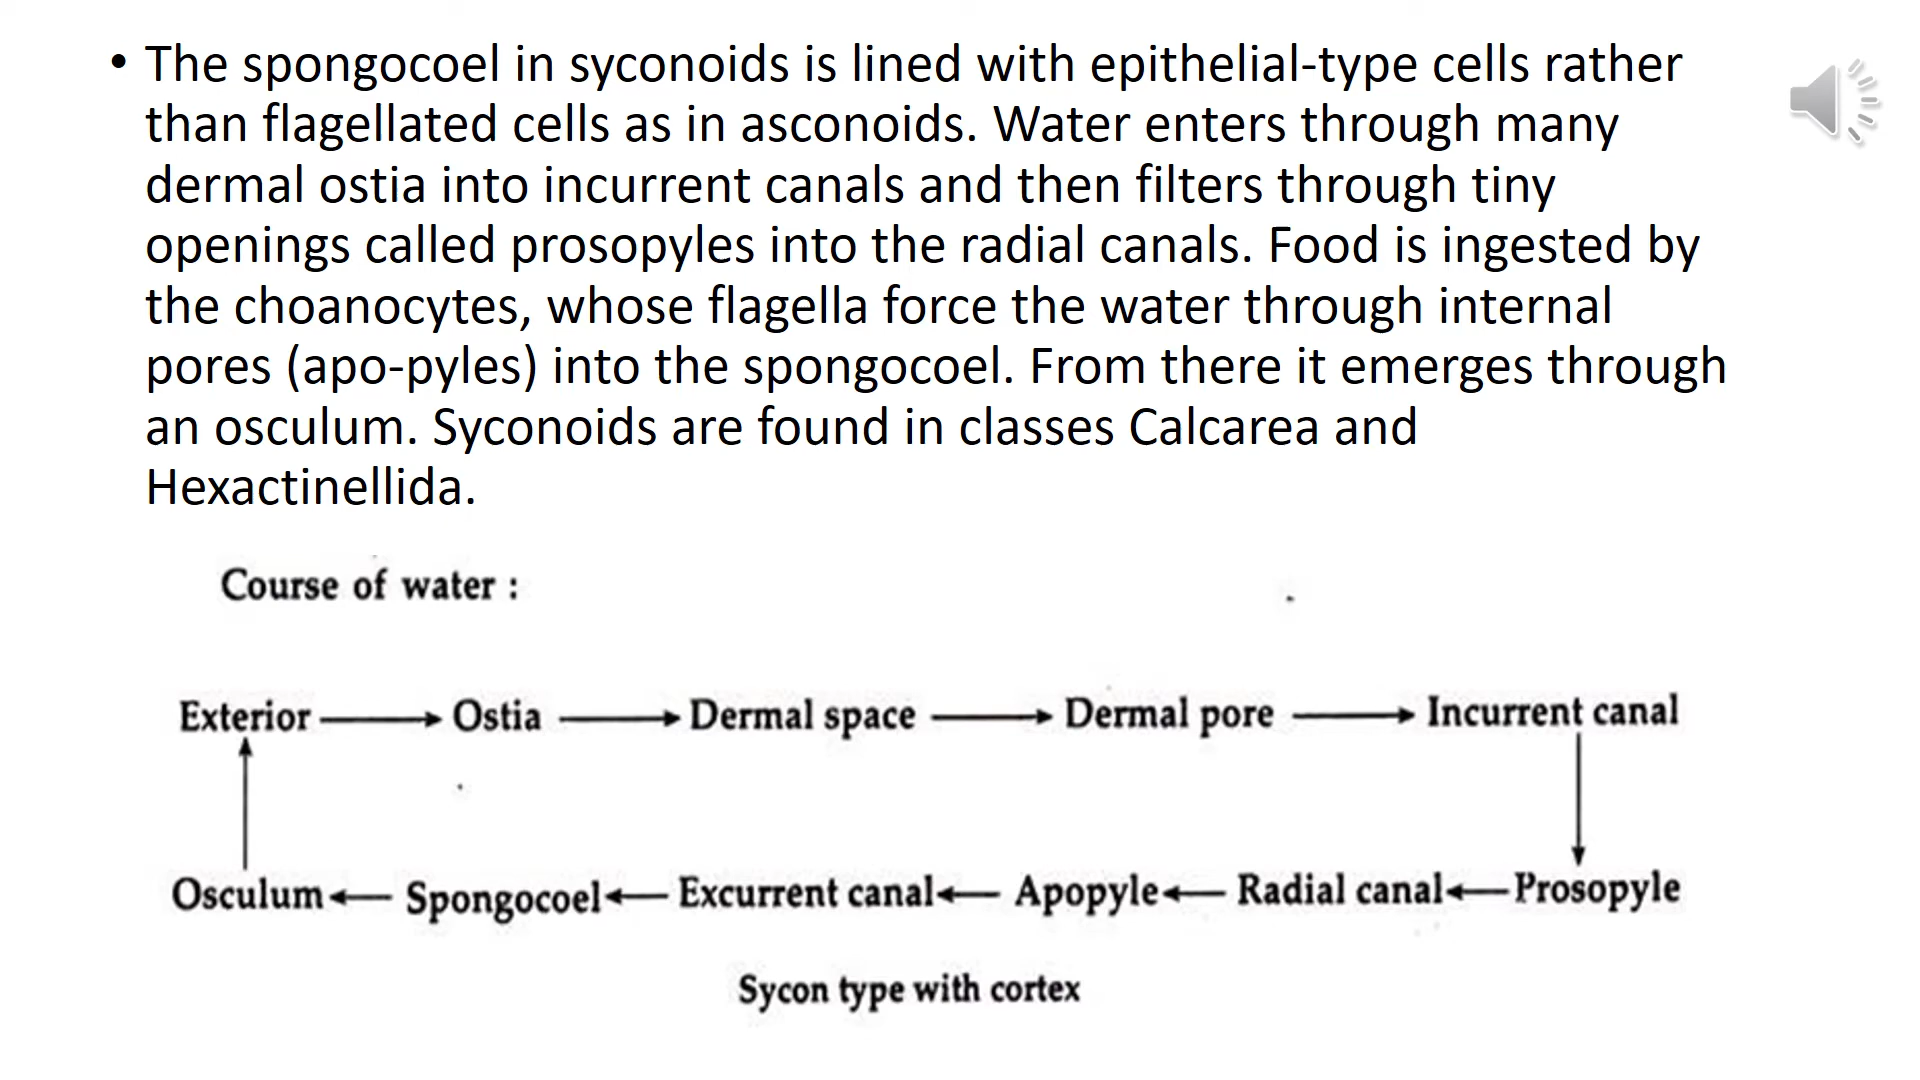 • The spongocoel in syconoids is lined with epithelial-type cells rather
than flagellated cells as in asconoids. Water enters through many
dermal ostia into incurrent canals and then filters through tiny
openings called prosopyles into the radial canals. Food is ingested by
the choanocytes, whose flagella force the water through internal
pores (apo-pyles) into the spongocoel. From there it emerges through
an osculum. Syconoids are found in classes Calcarea and
Hexactinellida.
Course of water :
Exterior → Ostia → Dermal space → Dermal pore → Incurrent canal
Osculum ← Spongocoel ← Excurrent canal ← Apopyle ← Radial canal ← Prosopyle
Sycon type with cortex